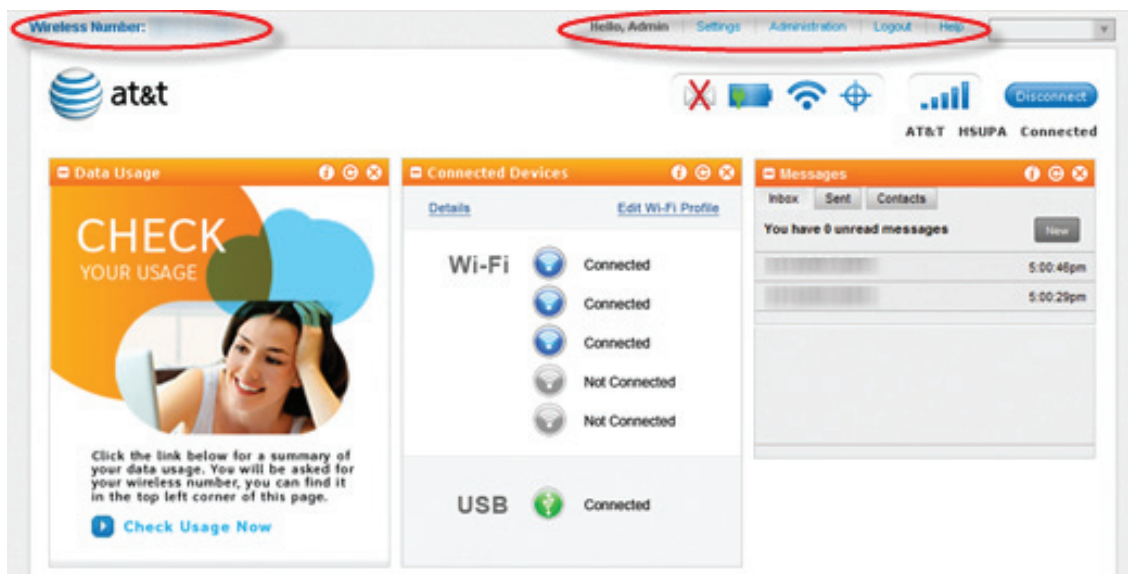 Wireless Number:
Hello, Admin Settings Administration Logout Help
at&t
Disconnect
AT&T HSUPA Connected
Data Usage
CHECK
YOUR USAGE
Click the link below for a summary of
your data usage. You will be asked for
your wireless number, you can find it
in the top left corner of this page.
Check Usage Now
Connected Devices
Details Edit Wi-Fi Profile
Wi-Fi Connected
Connected
Connected
Not Connected
Not Connected
USB Connected
Messages
Inbox Sent Contacts
You have 0 unread messages New
5:00:46pm
5:00:29pm